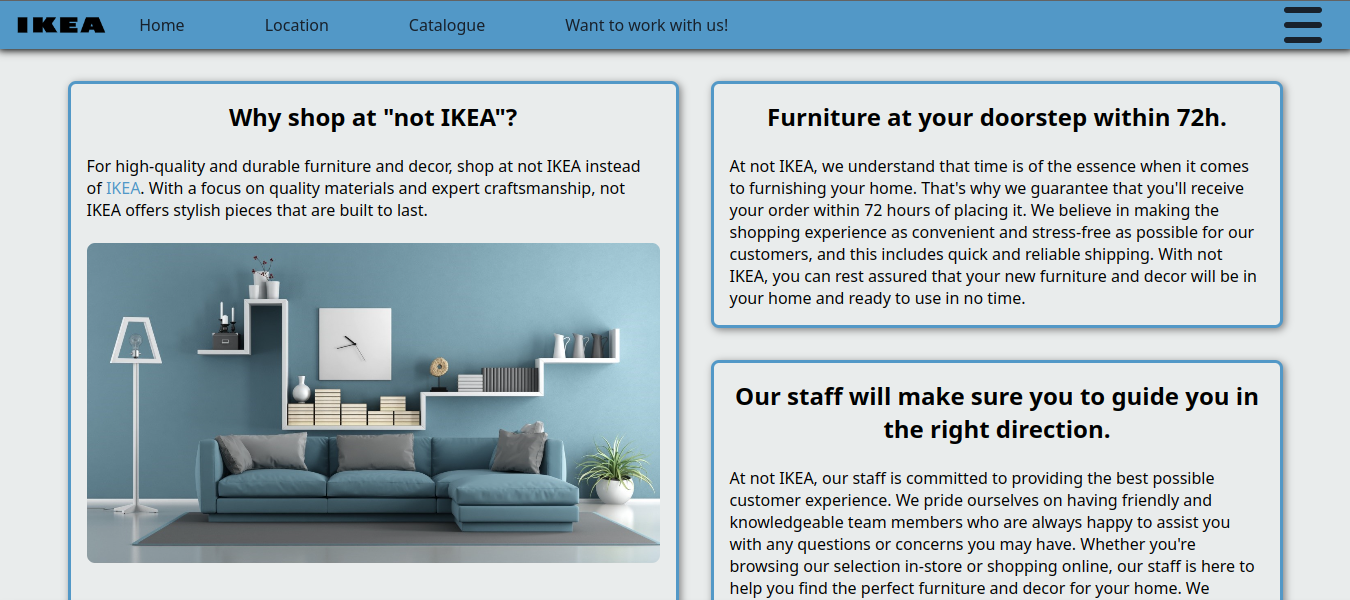 IKEA Home Location Catalogue Want to work with us!
Why shop at "not IKEA"?
For high-quality and durable furniture and decor, shop at not IKEA instead
of IKEA. With a focus on quality materials and expert craftsmanship, not
IKEA offers stylish pieces that are built to last.
Furniture at your doorstep within 72h.
At not IKEA, we understand that time is of the essence when it comes
to furnishing your home. That's why we guarantee that you'll receive
your order within 72 hours of placing it. We believe in making the
shopping experience as convenient and stress-free as possible for our
customers, and this includes quick and reliable shipping. With not
IKEA, you can rest assured that your new furniture and decor will be in
your home and ready to use in no time.
Our staff will make sure you to guide you in
the right direction.
At not IKEA, our staff is committed to providing the best possible
customer experience. We pride ourselves on having friendly and
knowledgeable team members who are always happy to assist you
with any questions or concerns you may have. Whether you're
browsing our selection in-store or shopping online, our staff is here to
help you find the perfect furniture and decor for your home. We